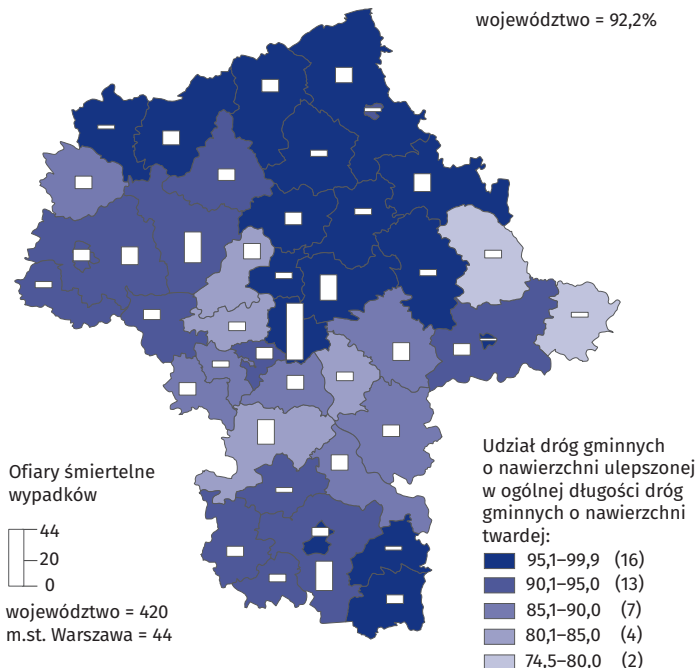 województwo = 92,2%
Ofiary śmiertelne
wypadków
44
20
0
województwo = 420
m.st. Warszawa = 44
Udział dróg gminnych
o nawierzchni ulepszonej
w ogólnej długości dróg
gminnych o nawierzchni
twardej:
95,1–99,9 (16)
90,1–95,0 (13)
85,1–90,0 (7)
80,1–85,0 (4)
74,5–80,0 (2)